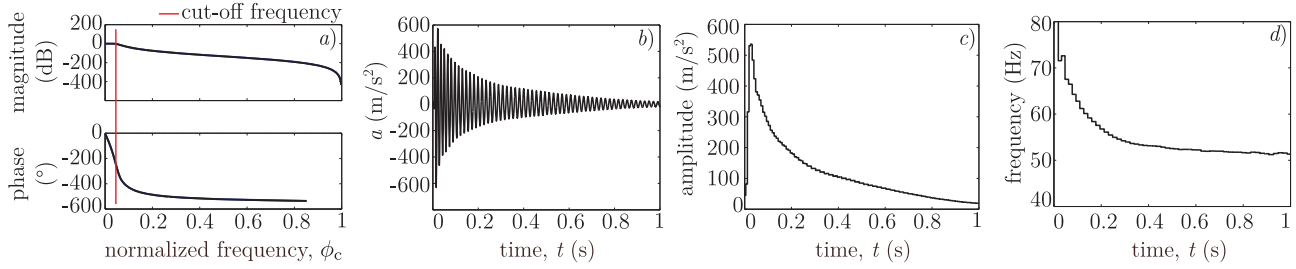 cut-off frequency
magnitude
(dB)
200
0
-200
-400
a)
phase
(°)
0
-200
-400
-600
0 0.2 0.4 0.6 0.8 1
normalized frequency, ϕc
a (m/s²)
600
400
200
0
-200
-400
-600
b)
0 0.2 0.4 0.6 0.8 1
time, t (s)
amplitude (m/s²)
600
500
400
300
200
100
0
c)
0 0.2 0.4 0.6 0.8 1
time, t (s)
frequency (Hz)
80
70
60
50
40
d)
0 0.2 0.4 0.6 0.8 1
time, t (s)